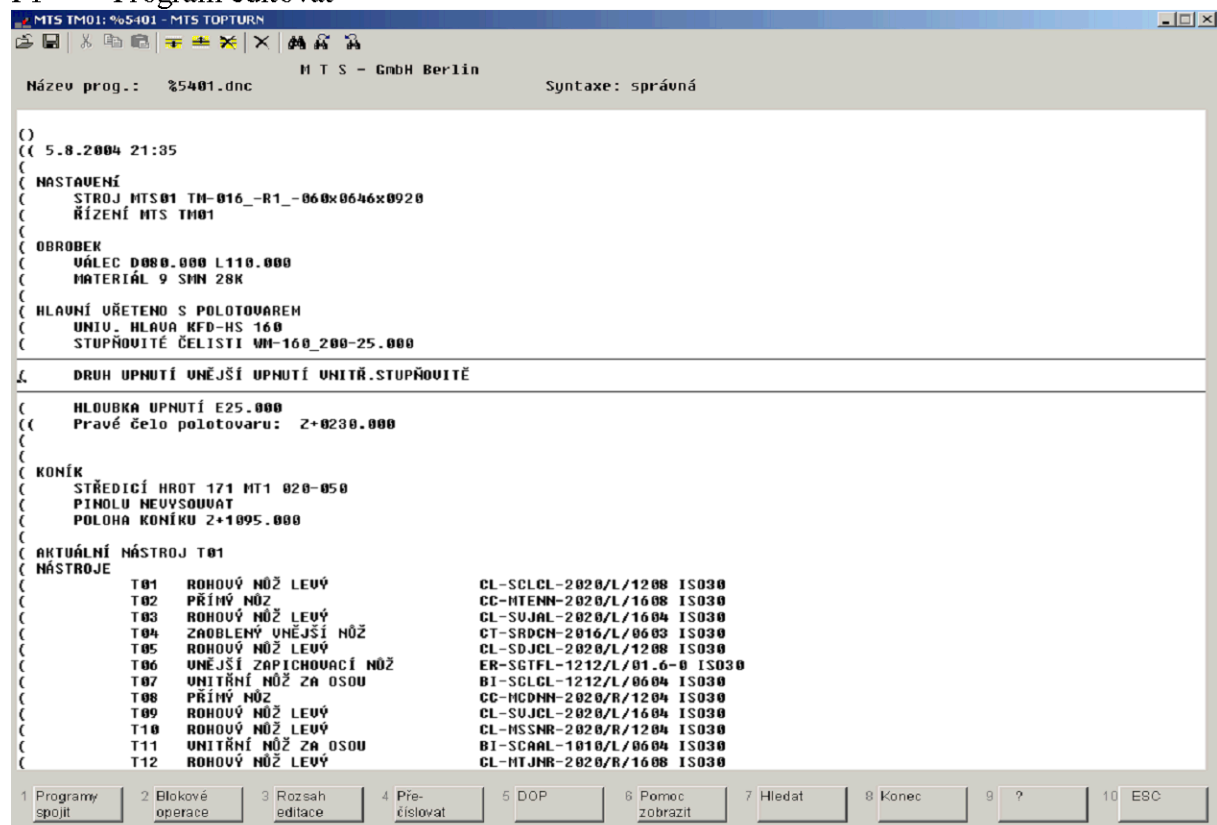 MTS TM01: %5401 - MTS TOPTURN
M T S - GmbH Berlin
Název prog.: %5401.dnc Syntaxe: správná
()
(( 5.8.2004 21:35
(
( NASTAVENÍ
( STROJ MTS01 TM-016_-R1_-060x0646x0920
( ŘÍZENÍ MTS TM01
(
( OBROBEK
( VÁLEC D080.000 L110.000
( MATERIÁL 9 SMN 28K
(
( HLAVNÍ VŘETENO S POLOTOVAREM
( UNIV. HLAVA KFD-HS 160
( STUPŇOVITÉ ČELISTI WM-160_200-25.000
( DRUH UPNUTÍ VNĚJŠÍ UPNUTÍ VNITŘ.STUPŇOVITĚ
( HLOUBKA UPNUTÍ E25.000
(( Pravé čelo polotovaru: Z+0230.000
(
(
( KONÍK
( STŘEDICÍ HROT 171 MT1 020-050
( PINOLU NEVYSOUVAT
( POLOHA KONÍKU Z+1095.000
(
( AKTUÁLNÍ NÁSTROJ T01
( NÁSTROJE
( T01 ROHOVÝ NŮŽ LEVÝ CL-SCLCL-2020/L/1208 ISO30
( T02 PŘÍMÝ NŮZ CC-MTENN-2020/L/1608 ISO30
( T03 ROHOVÝ NŮŽ LEVÝ CL-SVJAL-2020/L/1604 ISO30
( T04 ZAOBLENÝ VNĚJŠÍ NŮŽ CT-SRDCN-2016/L/0603 ISO30
( T05 ROHOVÝ NŮŽ LEVÝ CL-SDJCL-2020/L/1208 ISO30
( T06 VNĚJŠÍ ZAPICHOVACÍ NŮŽ ER-SGTFL-1212/L/01.6-0 ISO30
( T07 VNITŘNÍ NŮŽ ZA OSOU BI-SCLCL-1212/L/0604 ISO30
( T08 PŘÍMÝ NŮZ CC-MCDNN-2020/R/1204 ISO30
( T09 ROHOVÝ NŮŽ LEVÝ CL-SVJCL-2020/L/1604 ISO30
( T10 ROHOVÝ NŮŽ LEVÝ CL-MSSNR-2020/R/1204 ISO30
( T11 VNITŘNÍ NŮŽ ZA OSOU BI-SCAAL-1010/L/0604 ISO30
( T12 ROHOVÝ NŮŽ LEVÝ CL-MTJNR-2020/R/1608 ISO30
1 Programy spojit 2 Blokové operace 3 Rozsah editace 4 Pře-číslovat 5 DOP 6 Pomoc zobrazit 7 Hledat 8 Konec 9 ? 10 ESC